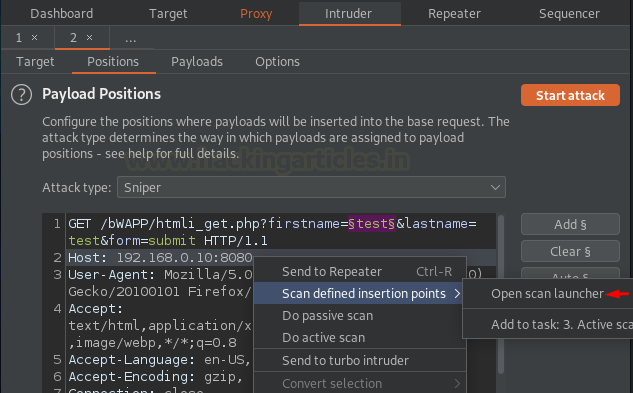 Dashboard Target Proxy Intruder Repeater Sequencer
1 × 2 × ...
Target Positions Payloads Options
? Payload Positions Start attack
Configure the positions where payloads will be inserted into the base request. The
attack type determines the way in which payloads are assigned to payload
positions - see help for full details.
www.hackingarticles.in
Attack type: Sniper
1 GET /bWAPP/htmli_get.php?firstname=§test§&lastname= Add §
test&form=submit HTTP/1.1
2 Host: 192.168.0.10:8080 Clear §
3 User-Agent: Mozilla/5.0 Send to Repeater Ctrl-R 0) Auto §
Gecko/20100101 Firefox/ Scan defined insertion points > Open scan launcher
4 Accept: Do passive scan
text/html,application/x Do active scan Add to task: 3. Active sca
,image/webp,*/*;q=0.8
5 Accept-Language: en-US, Send to turbo intruder
6 Accept-Encoding: gzip, Convert selection >
7 Connection: close